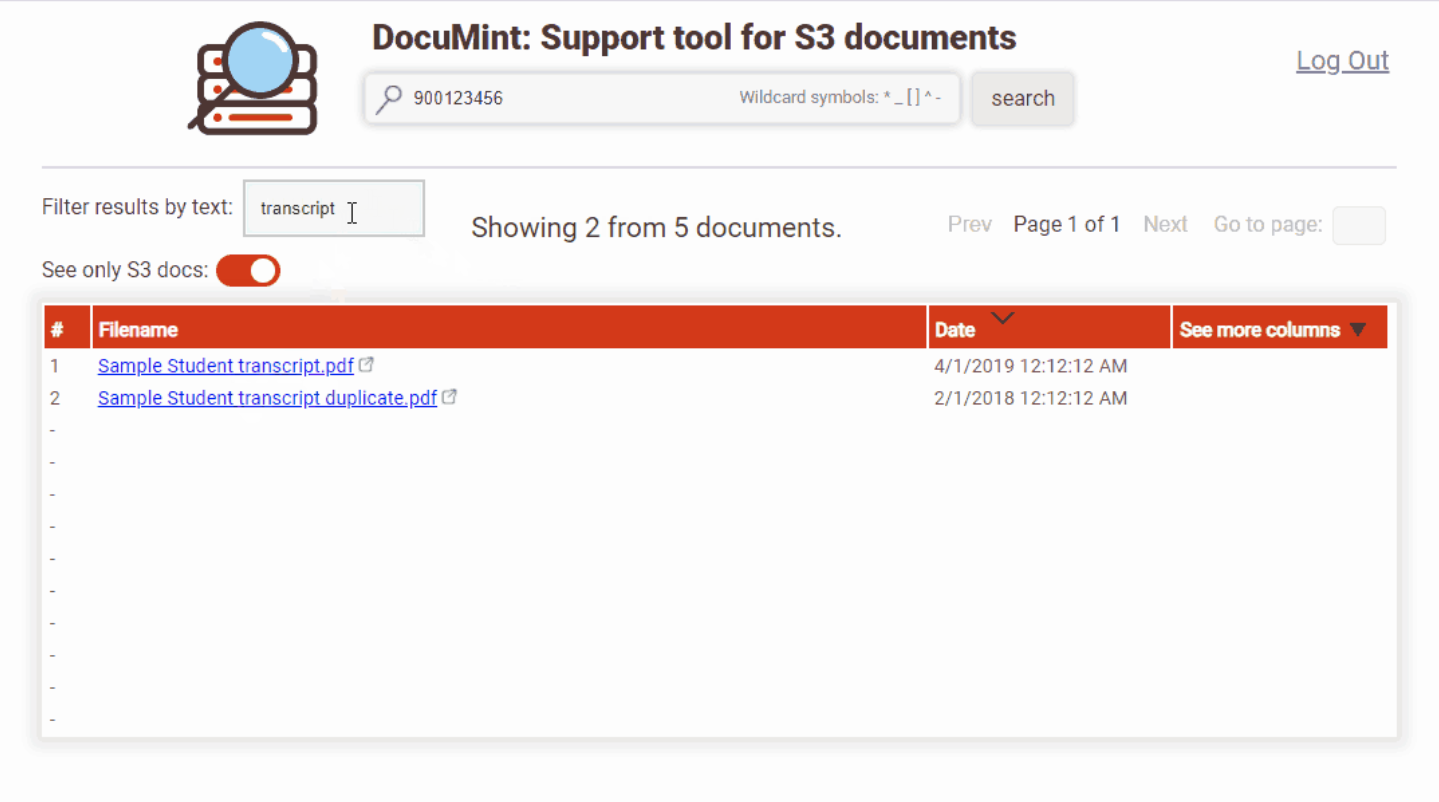 DocuMint: Support tool for S3 documents
Log Out
900123456 Wildcard symbols: * _ [ ] ^ - search
Filter results by text: transcript
Showing 2 from 5 documents.
Prev Page 1 of 1 Next Go to page:
See only S3 docs:
# Filename Date See more columns
1 Sample Student transcript.pdf 4/1/2019 12:12:12 AM
2 Sample Student transcript duplicate.pdf 2/1/2018 12:12:12 AM
-
-
-
-
-
-
-
-
-
-